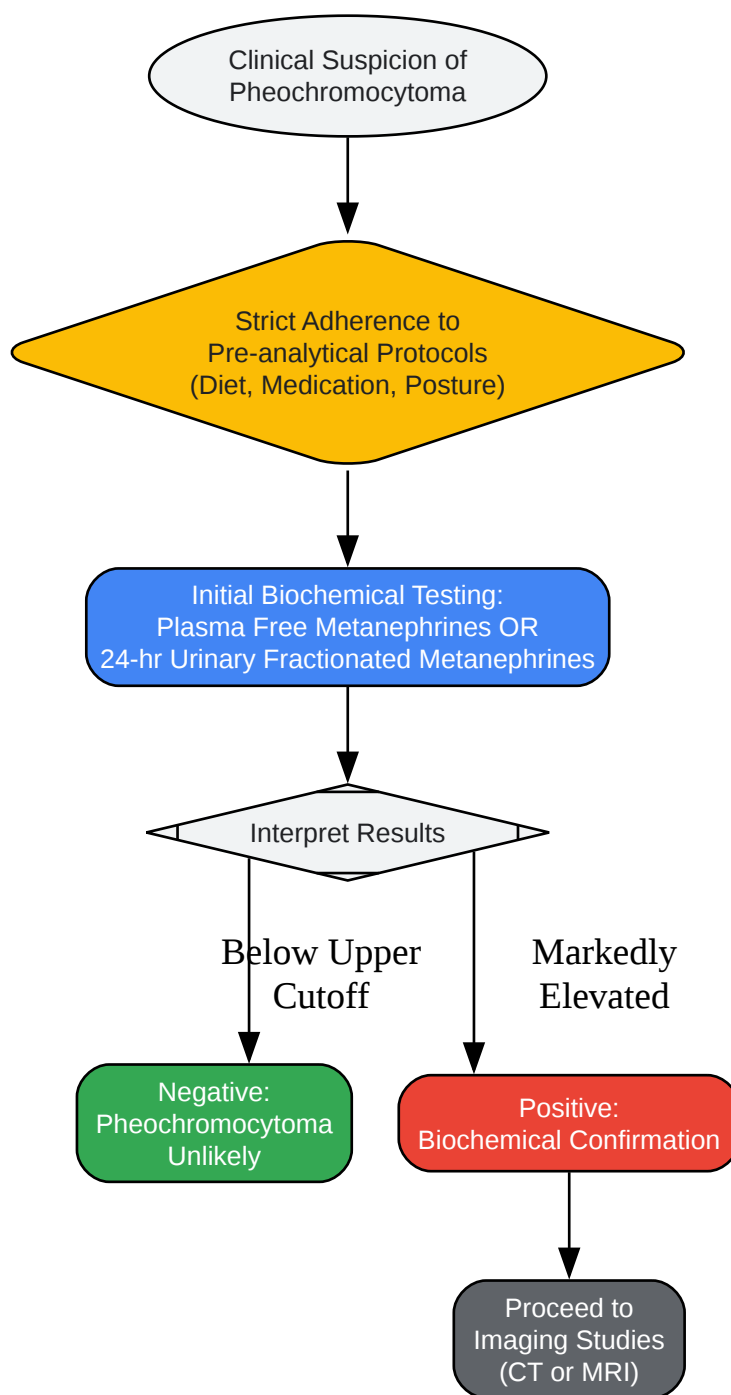 Clinical Suspicion of
Pheochromocytoma
Strict Adherence to
Pre-analytical Protocols
(Diet, Medication, Posture)
Initial Biochemical Testing:
Plasma Free Metanephrines OR
24-hr Urinary Fractionated Metanephrines
Interpret Results
Below Upper
Cutoff
Markedly
Elevated
Negative:
Pheochromocytoma
Unlikely
Positive:
Biochemical Confirmation
Proceed to
Imaging Studies
(CT or MRI)